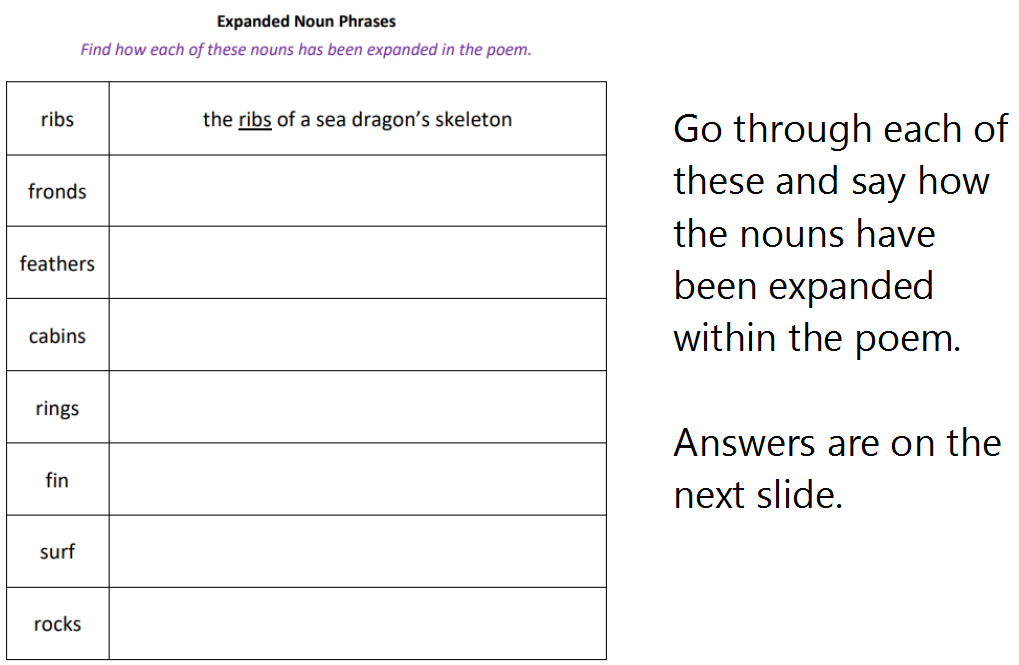 Expanded Noun Phrases
Find how each of these nouns has been expanded in the poem.
ribs
the ribs of a sea dragon’s skeleton
fronds
feathers
cabins
rings
fin
surf
rocks
Go through each of
these and say how
the nouns have
been expanded
within the poem.
Answers are on the
next slide.